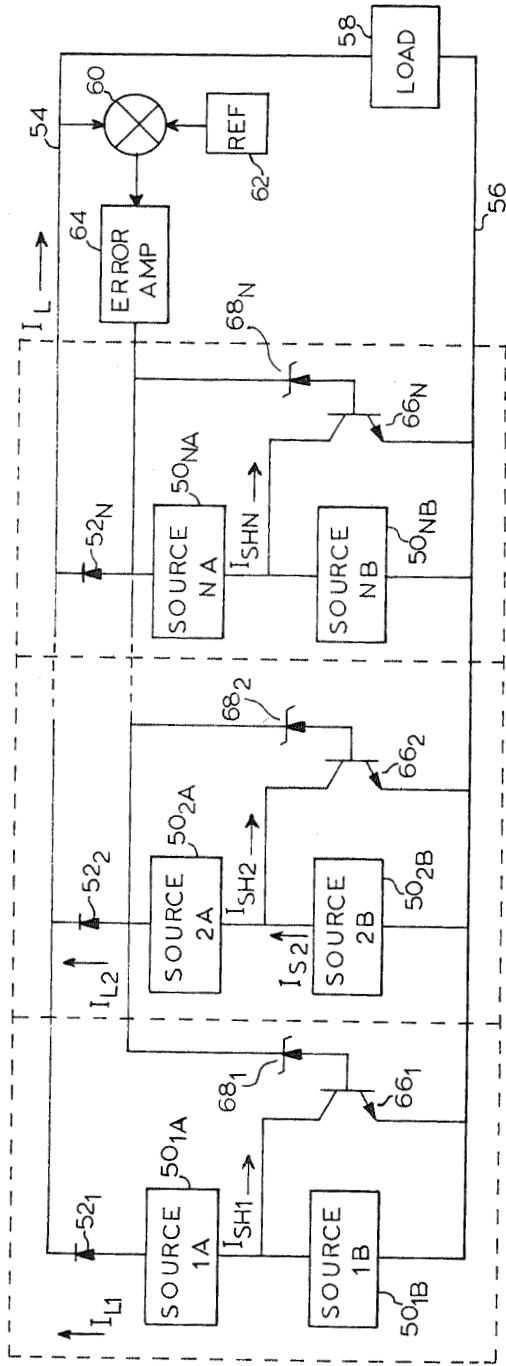 I_L1
52_1
SOURCE
1A
50_1A
I_SH1
SOURCE
1B
50_1B
68_1
66_1
I_L2
52_2
SOURCE
2A
50_2A
I_SH2
I_S2
SOURCE
2B
50_2B
68_2
66_2
52_N
SOURCE
NA
50_NA
I_SHN
SOURCE
NB
50_NB
68_N
66_N
I_L
54
64
ERROR
AMP
60
REF
62
58
LOAD
56